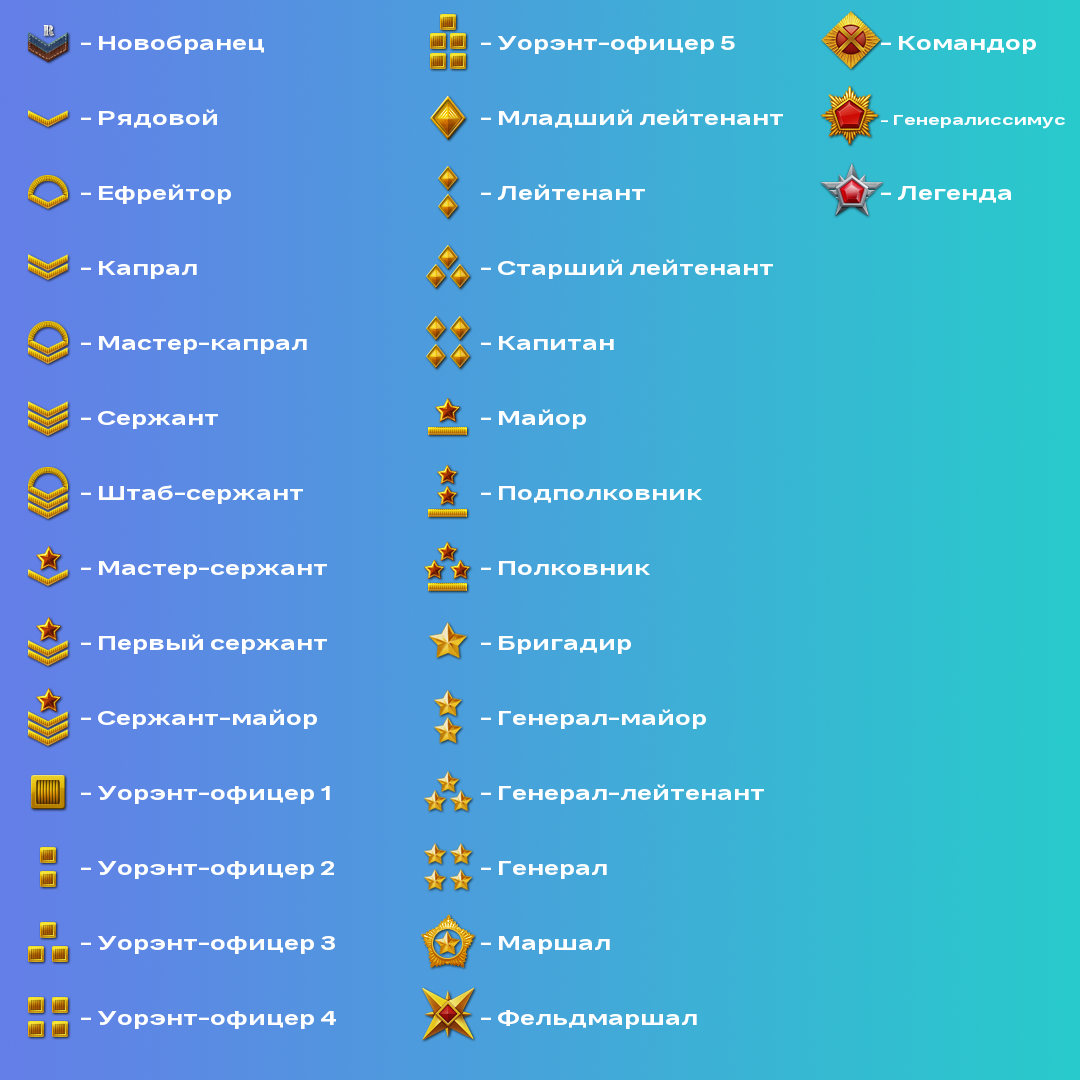 R
- Новобранец
- Рядовой
- Ефрейтор
- Капрал
- Мастер-капрал
- Сержант
- Штаб-сержант
- Мастер-сержант
- Первый сержант
- Сержант-майор
- Уорэнт-офицер 1
- Уорэнт-офицер 2
- Уорэнт-офицер 3
- Уорэнт-офицер 4
- Уорэнт-офицер 5
- Младший лейтенант
- Лейтенант
- Старший лейтенант
- Капитан
- Майор
- Подполковник
- Полковник
- Бригадир
- Генерал-майор
- Генерал-лейтенант
- Генерал
- Маршал
- Фельдмаршал
- Командор
- Генералиссимус
- Легенда